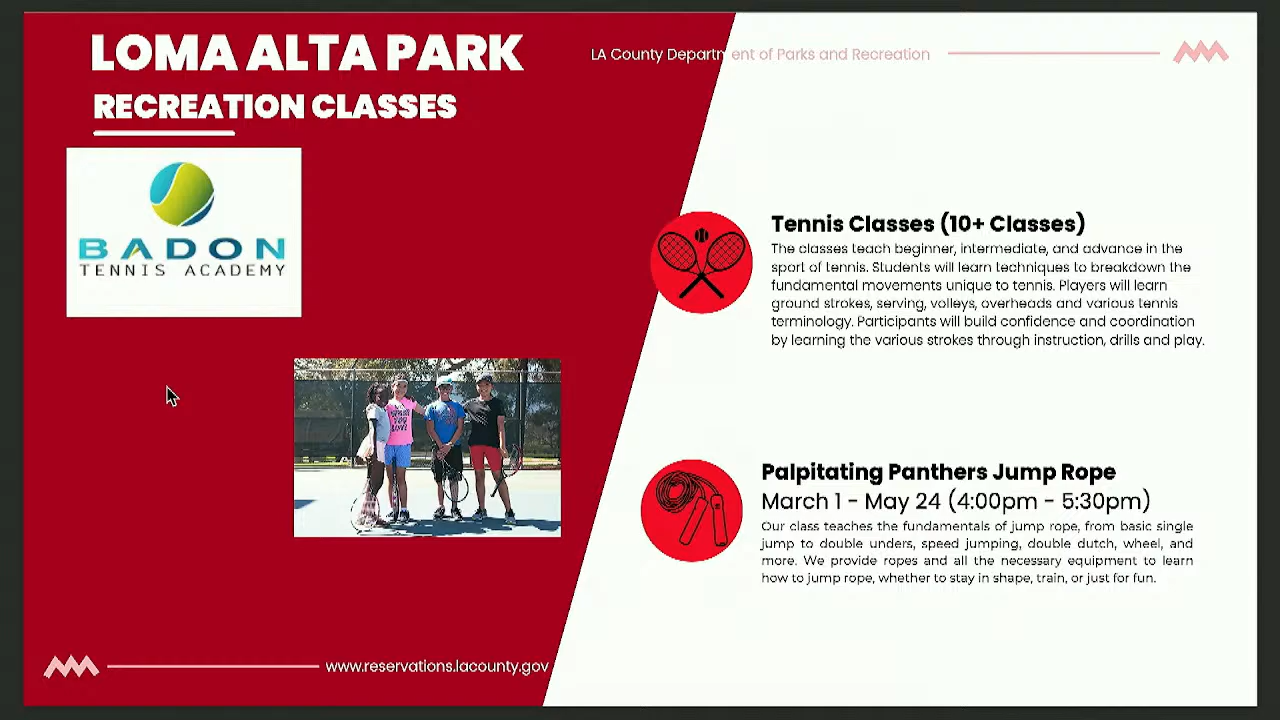 LOMA ALTA PARK
RECREATION CLASSES
LA County Department of Parks and Recreation
BADON
TENNIS ACADEMY
Tennis Classes (10+ Classes)
The classes teach beginner, intermediate, and advance in the
sport of tennis. Students will learn techniques to breakdown the
fundamental movements unique to tennis. Players will learn
ground strokes, serving, volleys, overheads and various tennis
terminology. Participants will build confidence and coordination
by learning the various strokes through instruction, drills and play.
Palpitating Panthers Jump Rope
March 1 - May 24 (4:00pm - 5:30pm)
Our class teaches the fundamentals of jump rope, from basic single
jump to double unders, speed jumping, double dutch, wheel, and
more. We provide ropes and all the necessary equipment to learn
how to jump rope, whether to stay in shape, train, or just for fun.
www.reservations.lacounty.gov